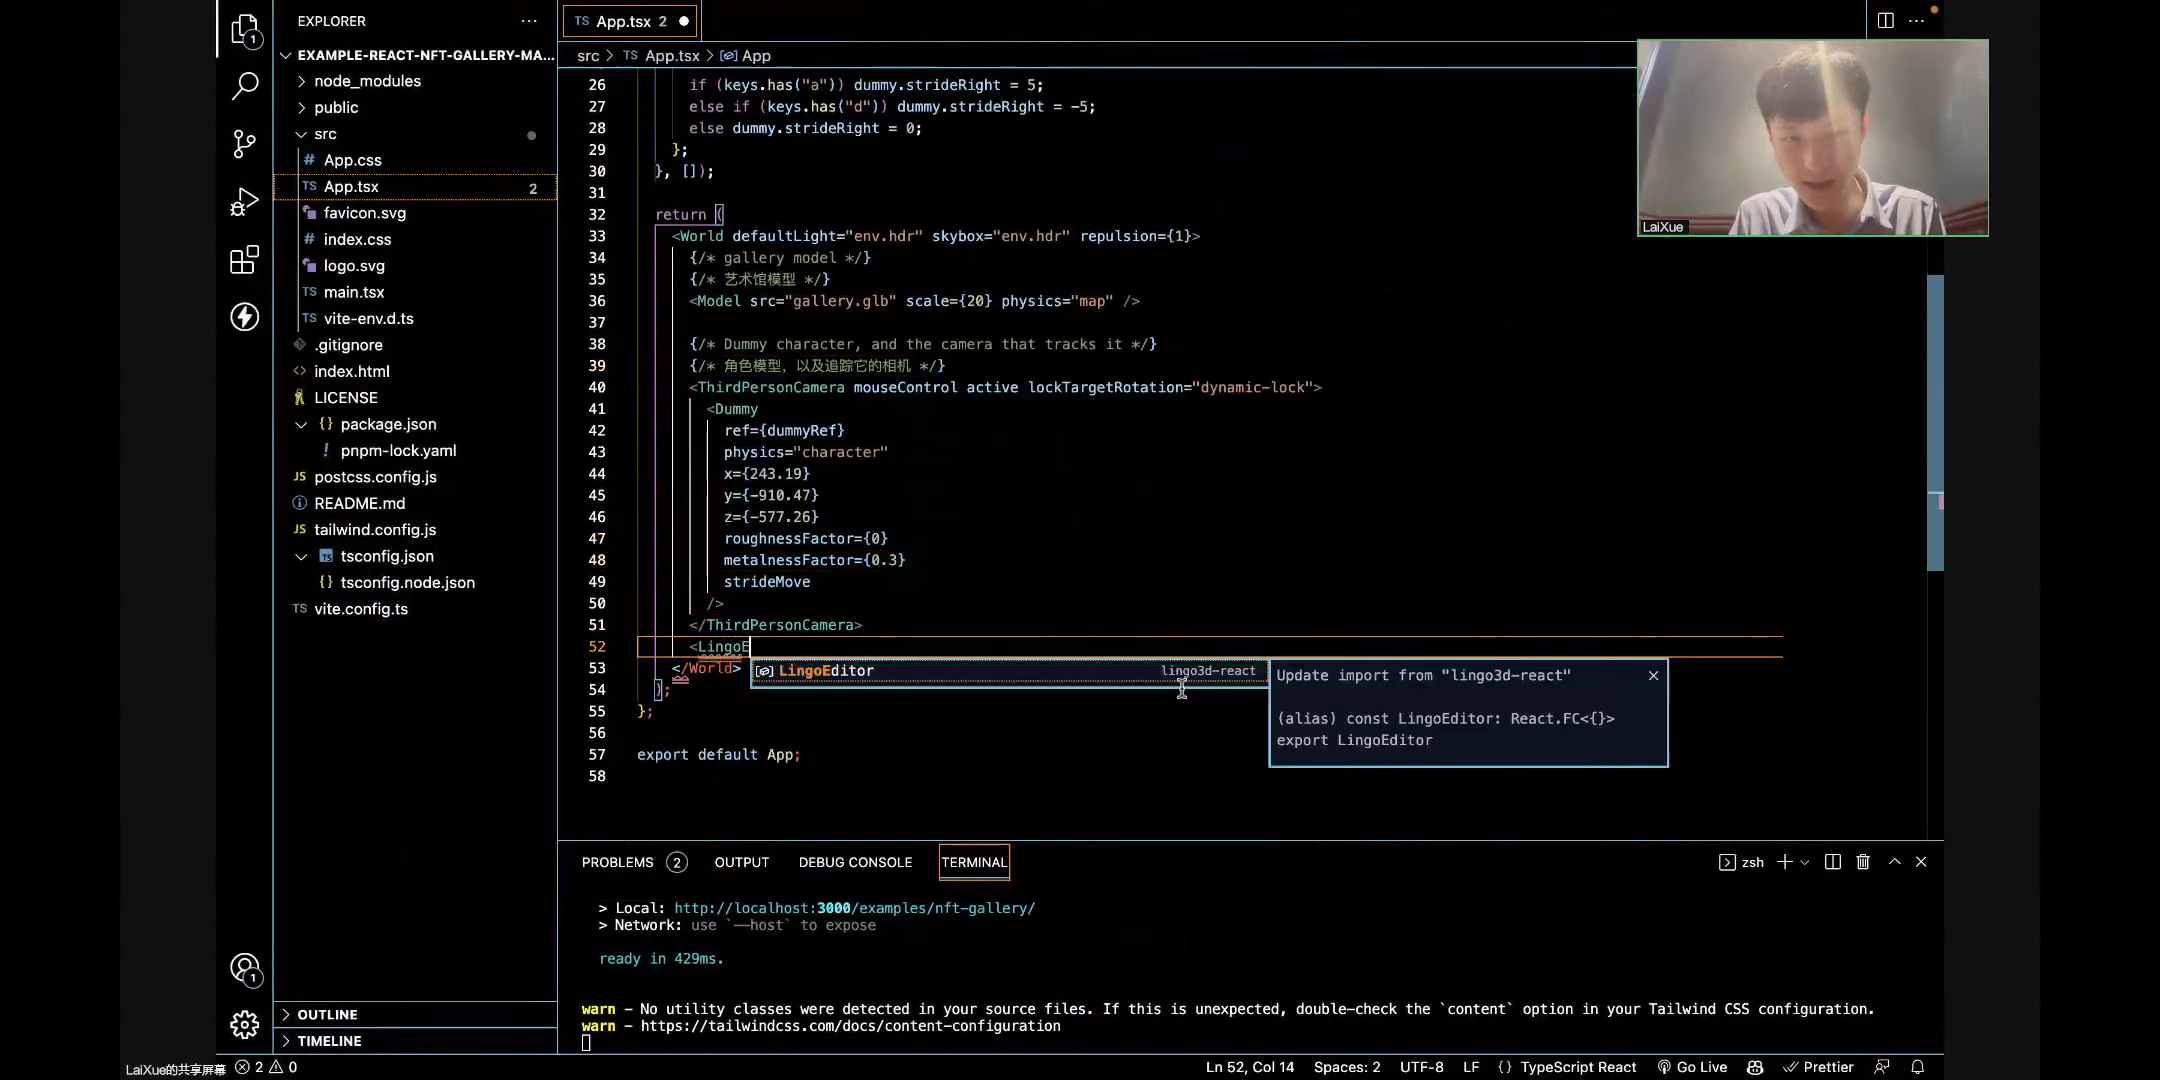 1
EXPLORER
EXAMPLE-REACT-NFT-GALLERY-MA...
node_modules
public
src
# App.css
TS App.tsx 2
favicon.svg
# index.css
logo.svg
TS main.tsx
TS vite-env.d.ts
.gitignore
<> index.html
LICENSE
{} package.json
! pnpm-lock.yaml
JS postcss.config.js
README.md
JS tailwind.config.js
TS tsconfig.json
{} tsconfig.node.json
TS vite.config.ts
OUTLINE
TIMELINE
1
TS App.tsx 2
src > TS App.tsx > App
26 if (keys.has("a")) dummy.strideRight = 5;
27 else if (keys.has("d")) dummy.strideRight = -5;
28 else dummy.strideRight = 0;
29 };
30 }, []);
31
32 return (
33 <World defaultLight="env.hdr" skybox="env.hdr" repulsion={1}>
34 {/* gallery model */}
35 {/* 艺术馆模型 */}
36 <Model src="gallery.glb" scale={20} physics="map" />
37
38 {/* Dummy character, and the camera that tracks it */}
39 {/* 角色模型，以及追踪它的相机 */}
40 <ThirdPersonCamera mouseControl active lockTargetRotation="dynamic-lock">
41 <Dummy
42 ref={dummyRef}
43 physics="character"
44 x={243.19}
45 y={-910.47}
46 z={-577.26}
47 roughnessFactor={0}
48 metalnessFactor={0.3}
49 strideMove
50 />
51 </ThirdPersonCamera>
52 <LingoE
53 </World>
54 );
55 };
56
57 export default App;
58
LingoEditor lingo3d-react
Update import from "lingo3d-react"
(alias) const LingoEditor: React.FC<{}>
export LingoEditor
LaiXue
PROBLEMS 2 OUTPUT DEBUG CONSOLE TERMINAL zsh
> Local: http://localhost:3000/examples/nft-gallery/
> Network: use `--host` to expose
ready in 429ms.
warn - No utility classes were detected in your source files. If this is unexpected, double-check the `content` option in your Tailwind CSS configuration.
warn - https://tailwindcss.com/docs/content-configuration
LaiXue的共享屏幕 2 0 Ln 52, Col 14 Spaces: 2 UTF-8 LF {} TypeScript React Go Live Prettier